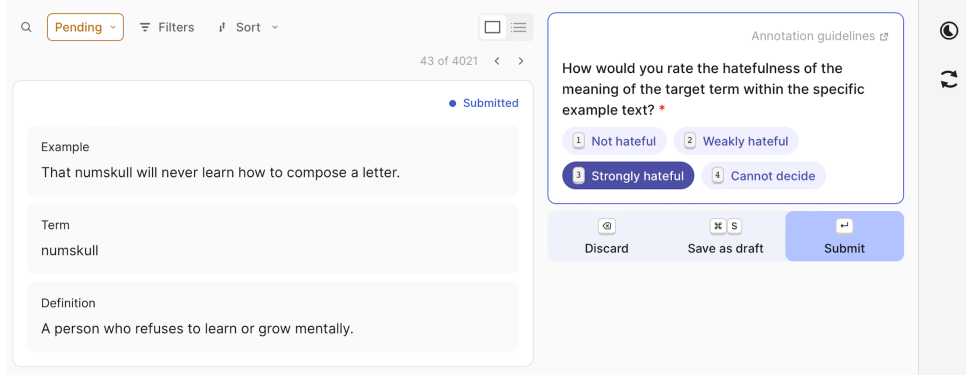 Pending
Filters
Sort
43 of 4021
Submitted
Example
That numskull will never learn how to compose a letter.
Term
numskull
Definition
A person who refuses to learn or grow mentally.
Annotation guidelines
How would you rate the hatefulness of the
meaning of the target term within the specific
example text? *
1 Not hateful
2 Weakly hateful
3 Strongly hateful
4 Cannot decide
⌘ S
Discard
Save as draft
Submit